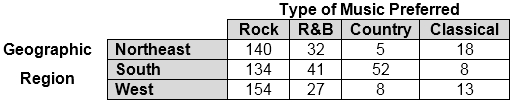 Type of Music Preferred
Rock R&B Country Classical
Geographic Region
Northeast 140 32 5 18
South 134 41 52 8
West 154 27 8 13